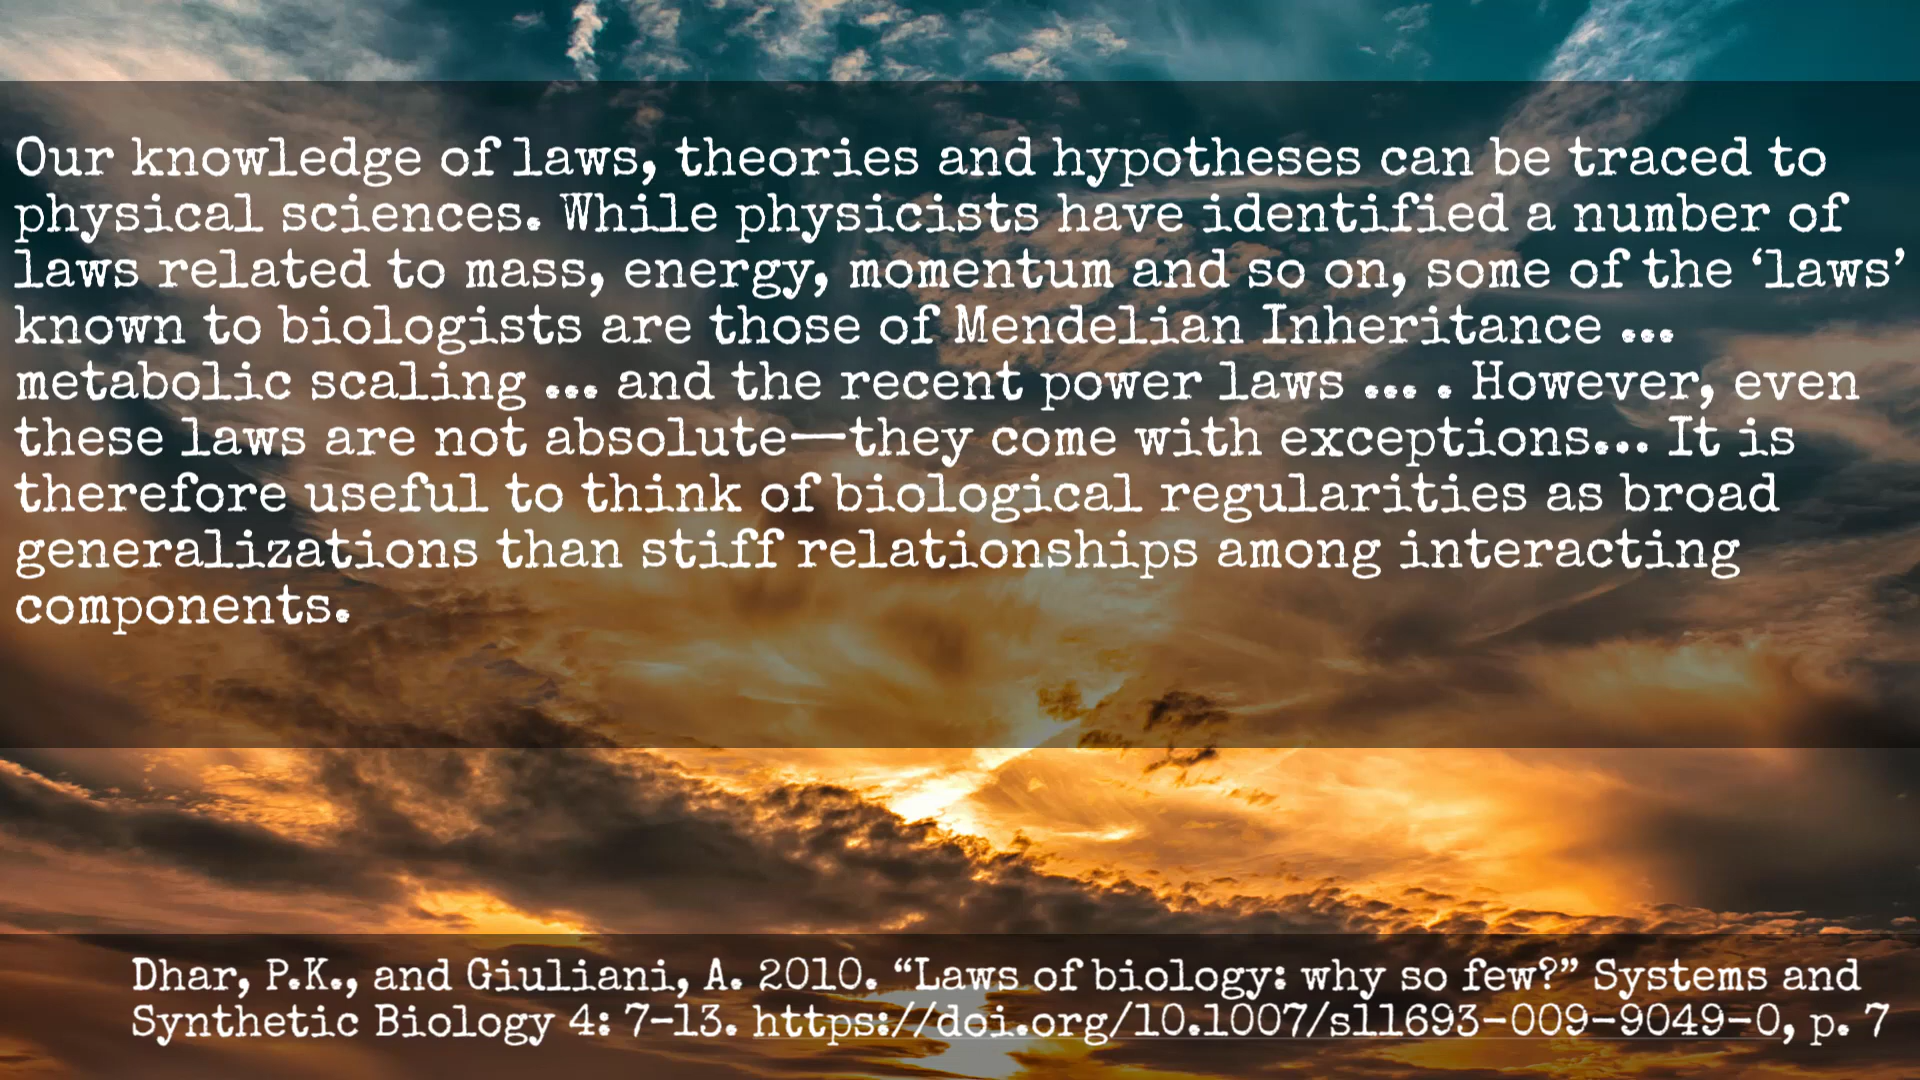 Our knowledge of laws, theories and hypotheses can be traced to
physical sciences. While physicists have identified a number of
laws related to mass, energy, momentum and so on, some of the ‘laws’
known to biologists are those of Mendelian Inheritance ...
metabolic scaling ... and the recent power laws ... . However, even
these laws are not absolute—they come with exceptions... It is
therefore useful to think of biological regularities as broad
generalizations than stiff relationships among interacting
components.
Dhar, P.K., and Giuliani, A. 2010. “Laws of biology: why so few?” Systems and
Synthetic Biology 4: 7-13. https://doi.org/10.1007/s11693-009-9049-0, p. 7